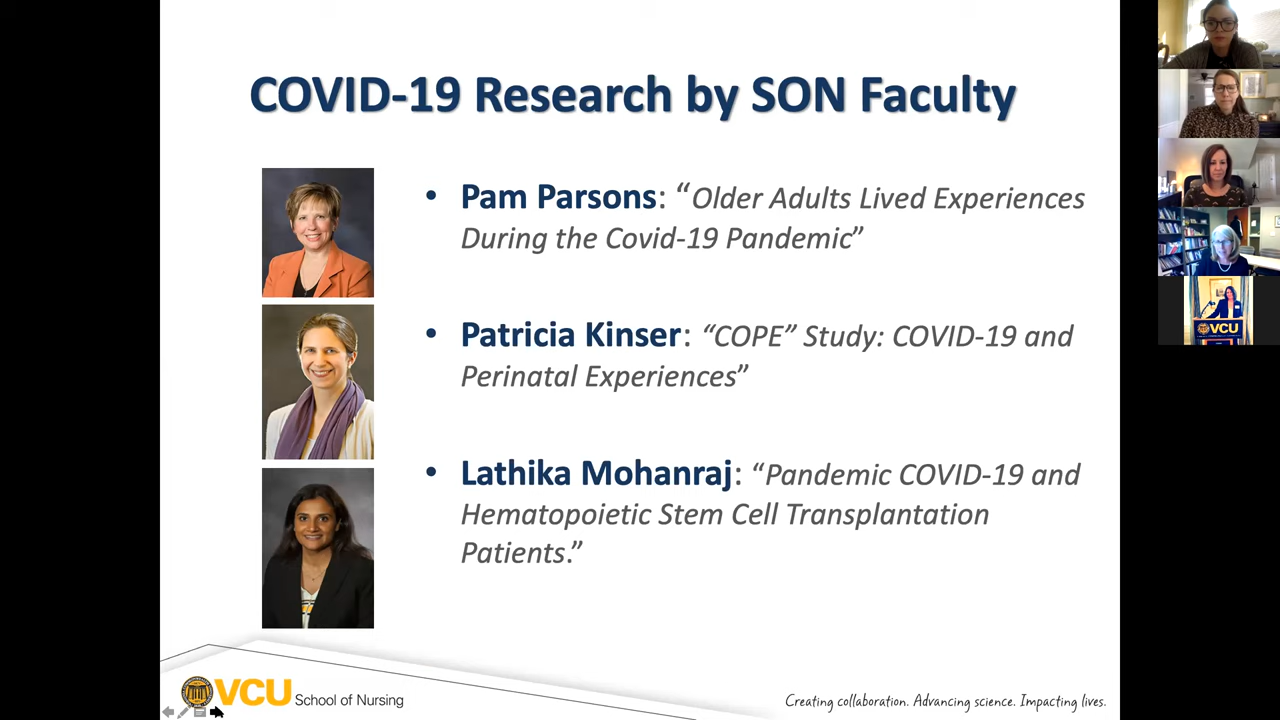 COVID-19 Research by SON Faculty
• Pam Parsons: “Older Adults Lived Experiences
During the Covid-19 Pandemic”
• Patricia Kinser: “COPE” Study: COVID-19 and
Perinatal Experiences”
• Lathika Mohanraj: “Pandemic COVID-19 and
Hematopoietic Stem Cell Transplantation
Patients.”
VCU
VCU School of Nursing
Creating collaboration. Advancing science. Impacting lives.